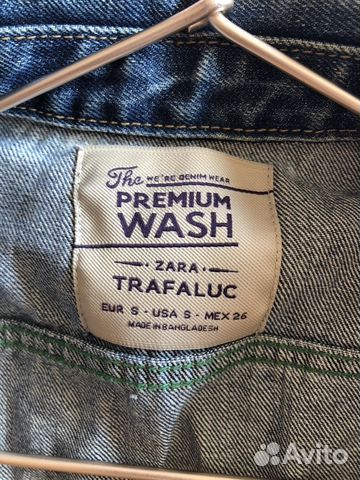 The WE'RE DENIM WEAR
PREMIUM
WASH
· ZARA ·
TRAFALUC
EUR S - USA S - MEX 26
MADE IN BANGLADESH
Avito